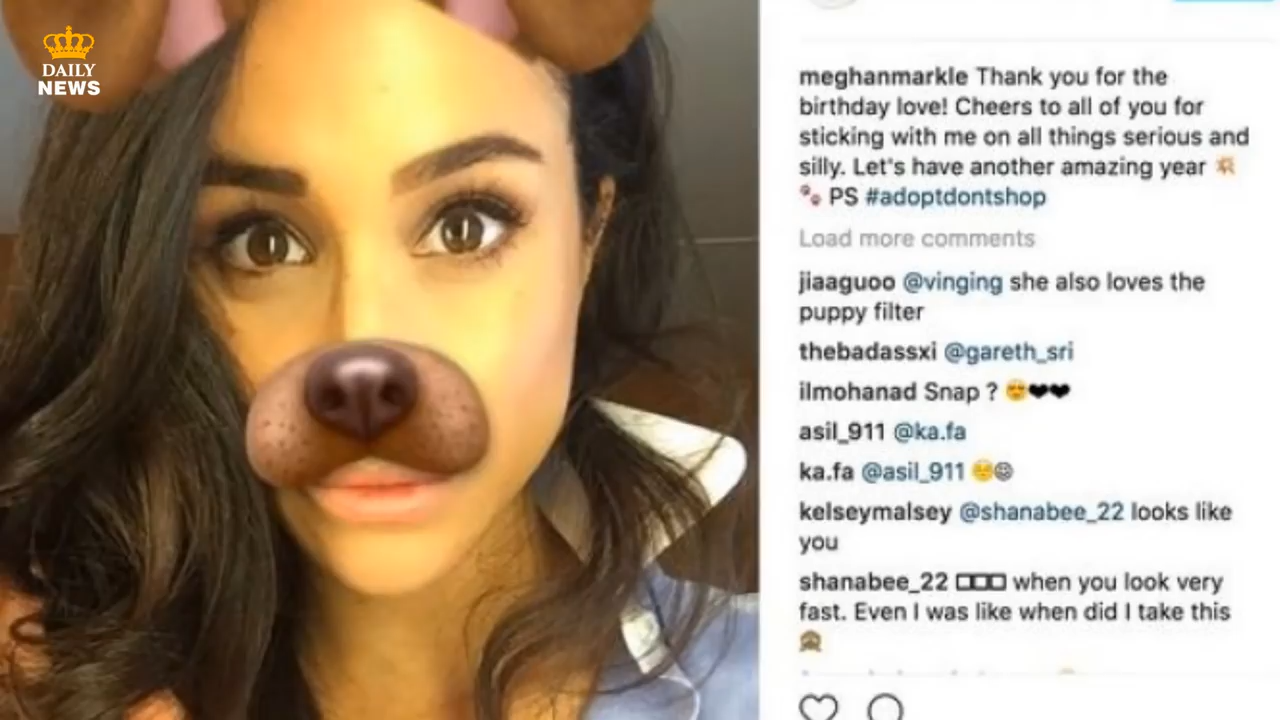 DAILY
NEWS
meghanmarkle Thank you for the
birthday love! Cheers to all of you for
sticking with me on all things serious and
silly. Let's have another amazing year 💥
🐾 PS #adoptdontshop
Load more comments
jiaaguoo @vinging she also loves the
puppy filter
thebadassxi @gareth_sri
ilmohanad Snap ? 😍❤❤
asil_911 @ka.fa
ka.fa @asil_911
kelseymalsey @shanabee_22 looks like
you
shanabee_22 when you look very
fast. Even I was like when did I take this
🙈